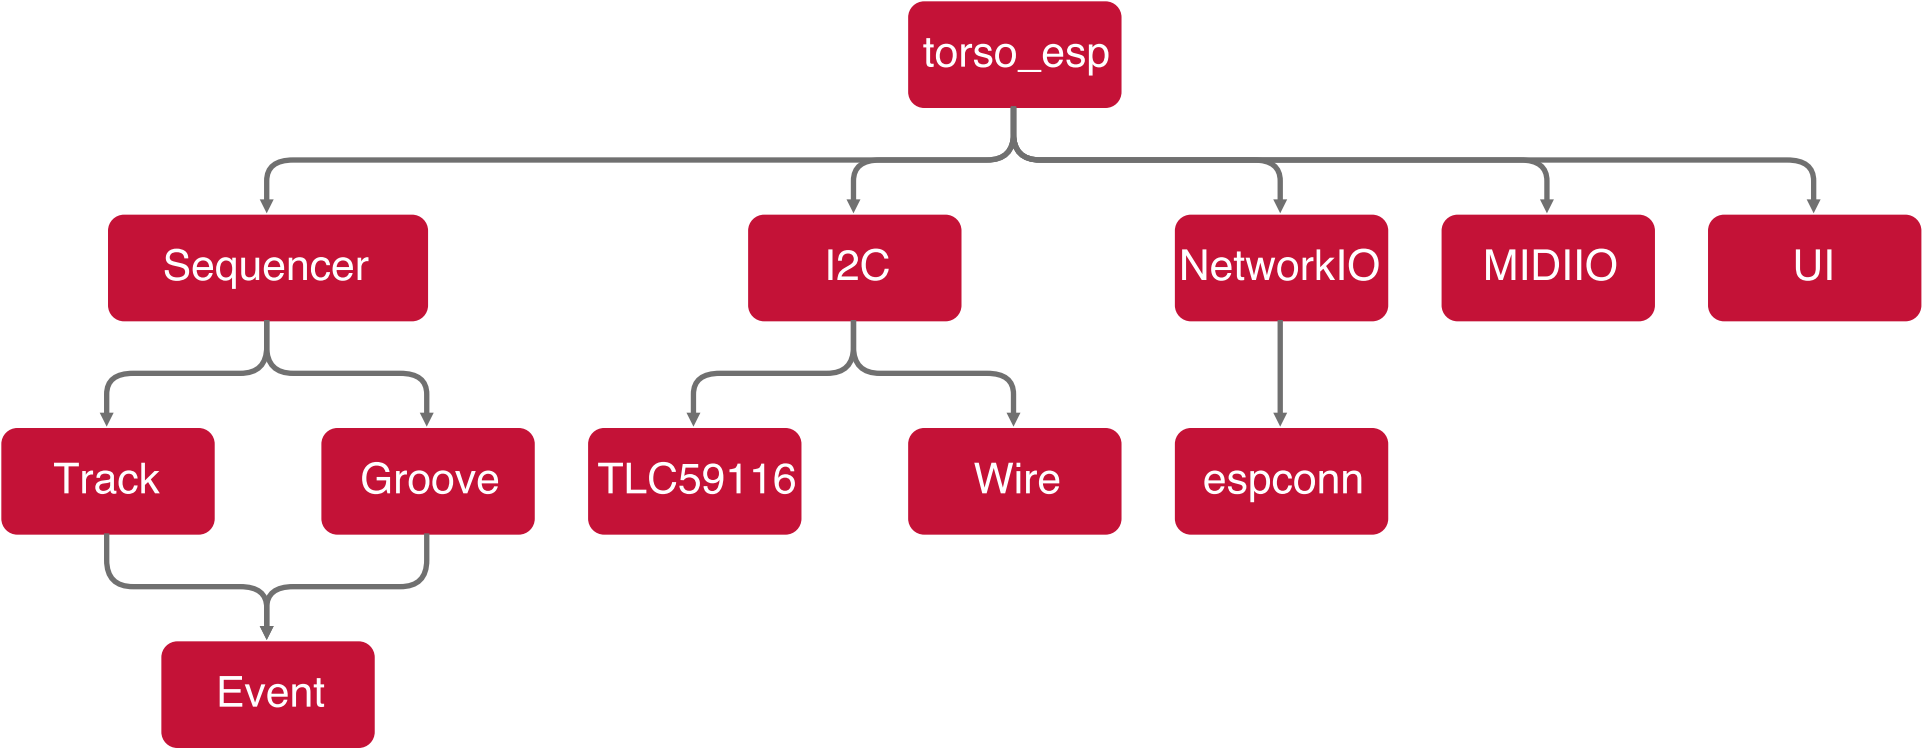 torso_esp
Sequencer
I2C
NetworkIO
MIDIIO
UI
Track
Groove
TLC59116
Wire
espconn
Event